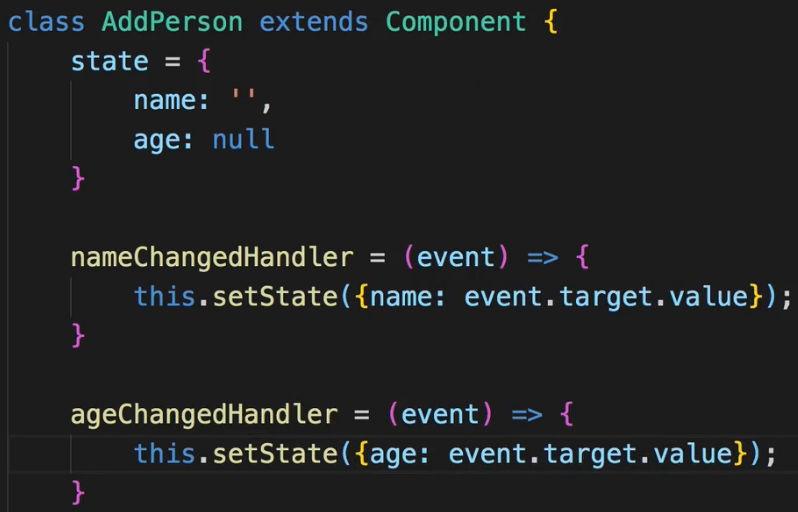 class AddPerson extends Component {
    state = {
        name: '',
        age: null
    }

    nameChangedHandler = (event) => {
        this.setState({name: event.target.value});
    }

    ageChangedHandler = (event) => {
        this.setState({age: event.target.value});
    }